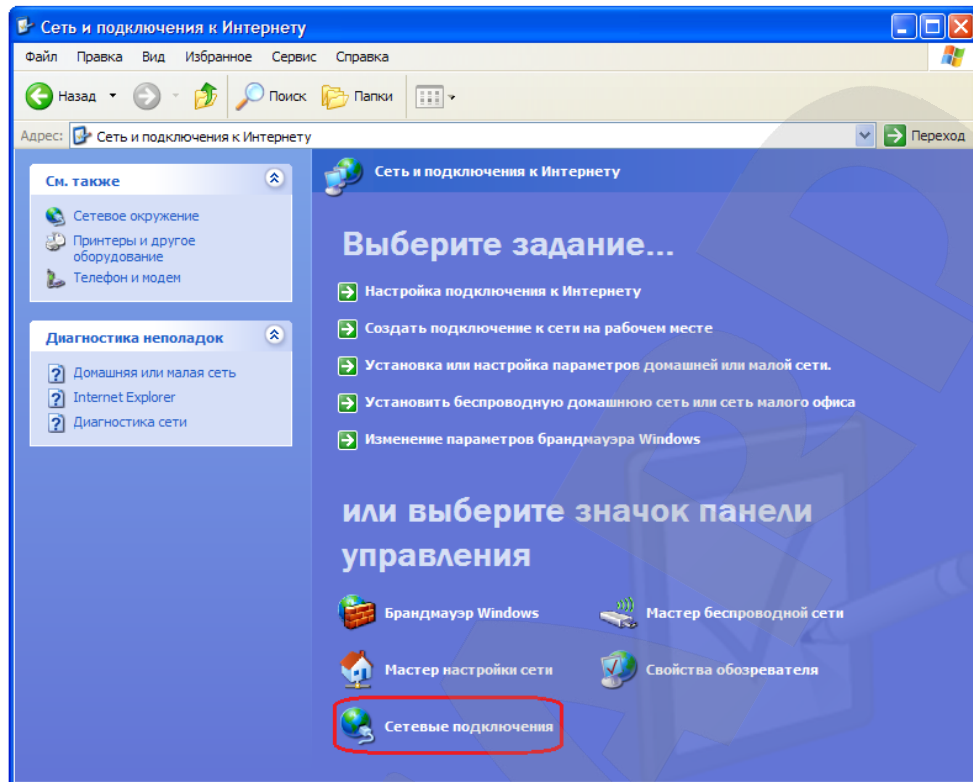 Сеть и подключения к Интернету
Файл Правка Вид Избранное Сервис Справка
Назад Поиск Папки
Адрес: Сеть и подключения к Интернету Переход
См. также
Сетевое окружение
Принтеры и другое
оборудование
Телефон и модем
Диагностика неполадок
Домашняя или малая сеть
Internet Explorer
Диагностика сети
Сеть и подключения к Интернету
Выберите задание...
Настройка подключения к Интернету
Создать подключение к сети на рабочем месте
Установка или настройка параметров домашней или малой сети.
Установить беспроводную домашнюю сеть или сеть малого офиса
Изменение параметров брандмауэра Windows
или выберите значок панели
управления
Брандмауэр Windows Мастер беспроводной сети
Мастер настройки сети Свойства обозревателя
Сетевые подключения